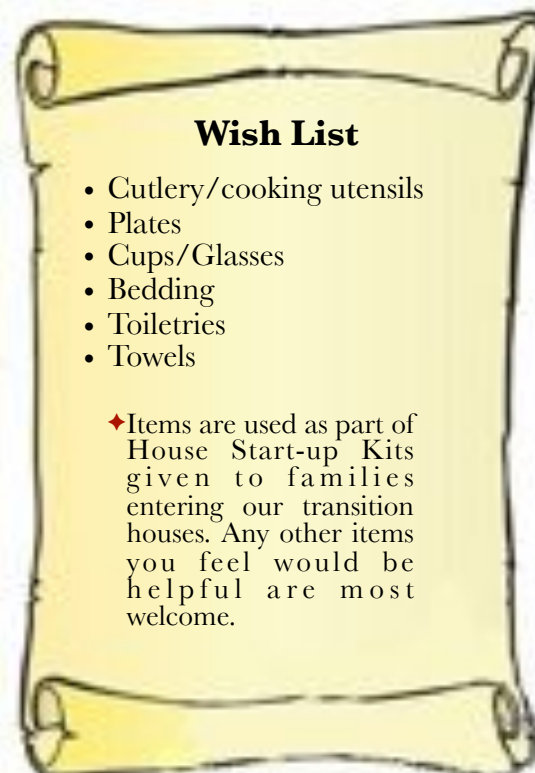 Wish List
• Cutlery/cooking utensils
• Plates
• Cups/Glasses
• Bedding
• Toiletries
• Towels
✦Items are used as part of
House Start-up Kits
given to families
entering our transition
houses. Any other items
you feel would be
helpful are most
welcome.